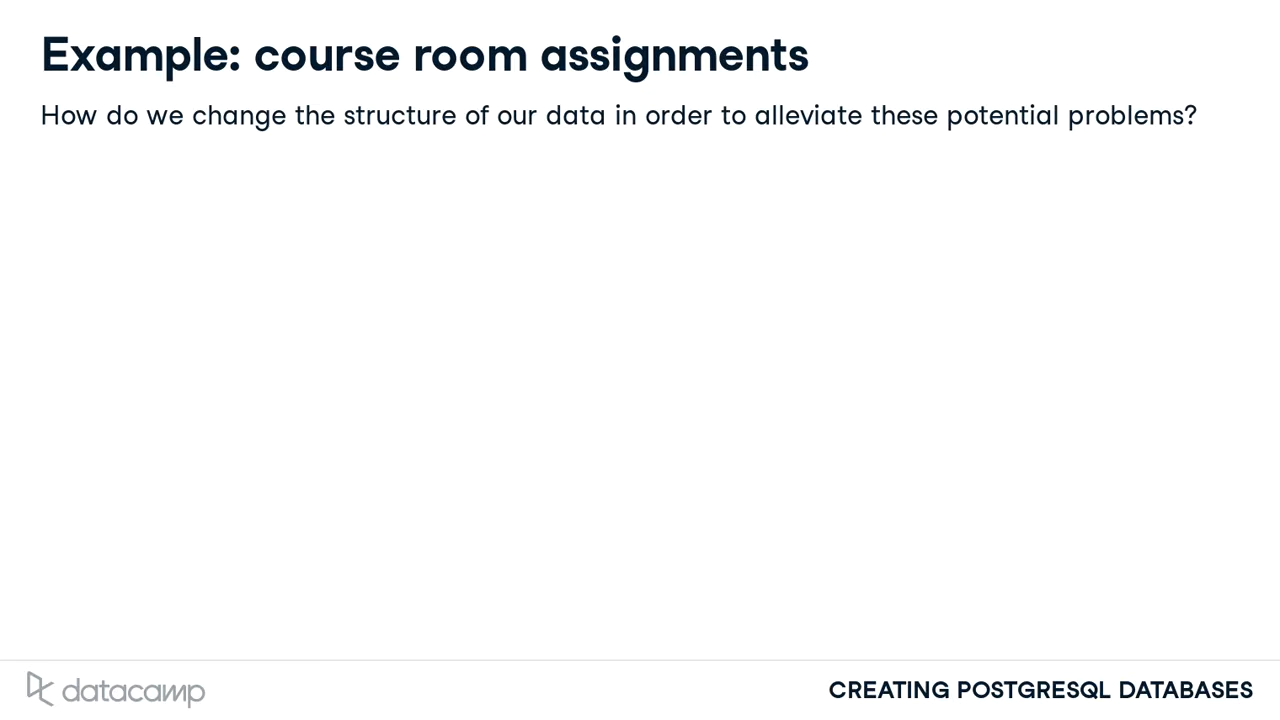 Example: course room assignments
How do we change the structure of our data in order to alleviate these potential problems?
datacamp
CREATING POSTGRESQL DATABASES